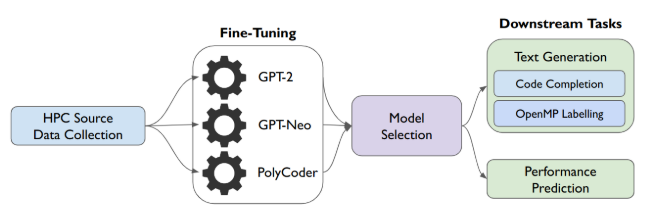 Downstream Tasks
Fine-Tuning
Text Generation
GPT-2
Code Completion
HPC Source
Data Collection
GPT-Neo
Model
Selection
OpenMP Labelling
PolyCoder
Performance
Prediction